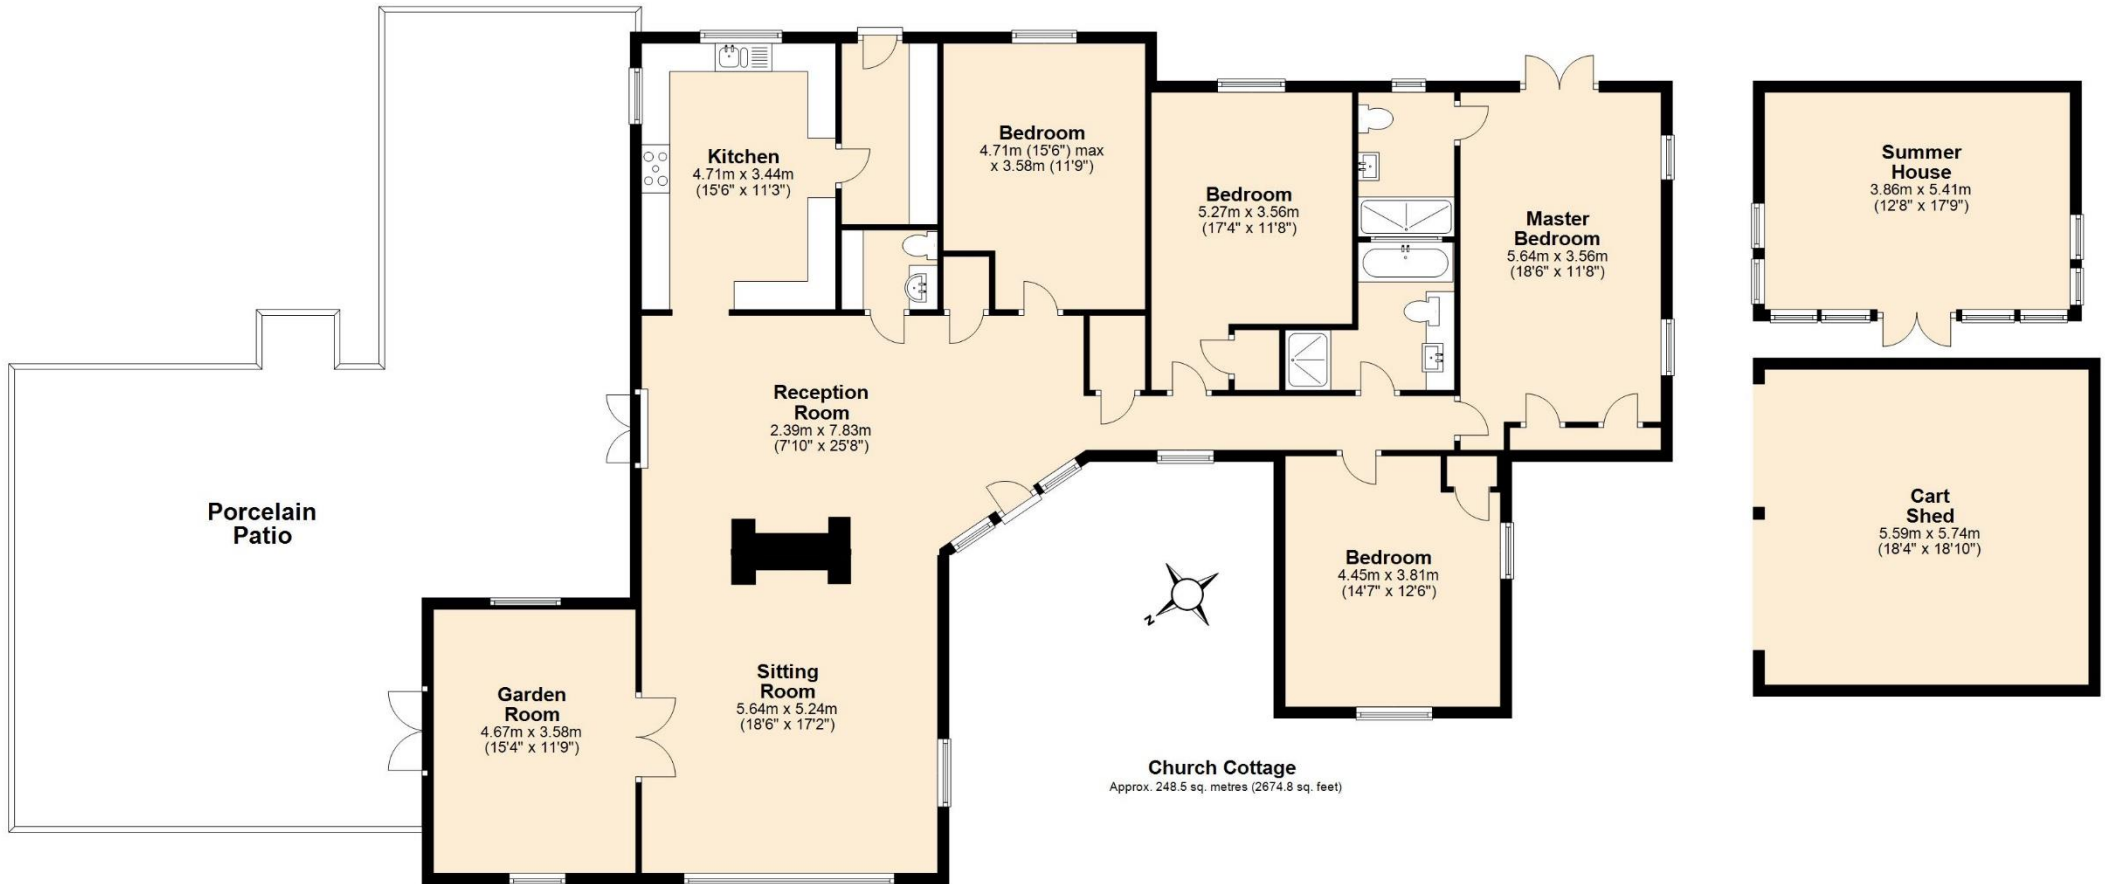 Kitchen
4.71m x 3.44m
(15'6" x 11'3")
Bedroom
4.71m (15'6") max
x 3.58m (11'9")
Bedroom
5.27m x 3.56m
(17'4" x 11'8")
Master
Bedroom
5.64m x 3.56m
(18'6" x 11'8")
Summer
House
3.86m x 5.41m
(12'8" x 17'9")
Reception
Room
2.39m x 7.83m
(7'10" x 25'8")
Porcelain
Patio
Cart
Shed
5.59m x 5.74m
(18'4" x 18'10")
Bedroom
4.45m x 3.81m
(14'7" x 12'6")
N
Garden
Room
4.67m x 3.58m
(15'4" x 11'9")
Sitting
Room
5.64m x 5.24m
(18'6" x 17'2")
Church Cottage
Approx. 248.5 sq. metres (2674.8 sq. feet)